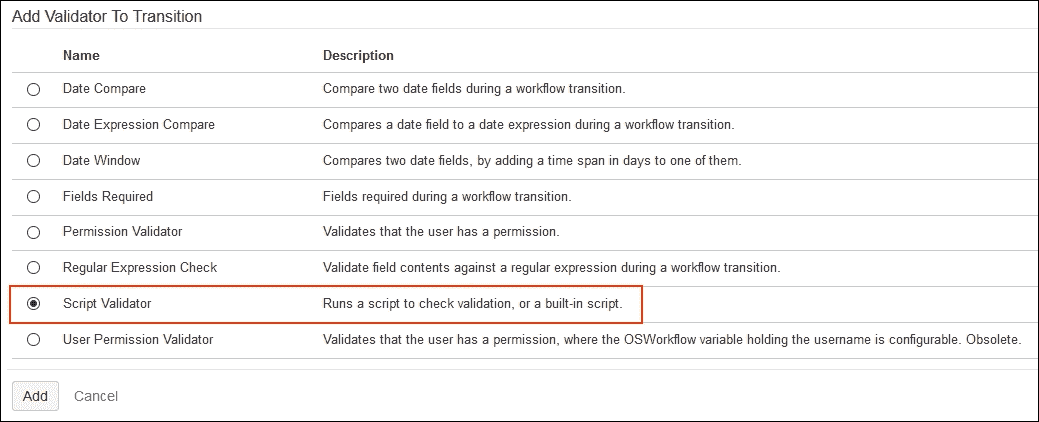 Add Validator To Transition
Name Description
Date Compare Compare two date fields during a workflow transition.
Date Expression Compare Compares a date field to a date expression during a workflow transition.
Date Window Compares two date fields, by adding a time span in days to one of them.
Fields Required Fields required during a workflow transition.
Permission Validator Validates that the user has a permission.
Regular Expression Check Validate field contents against a regular expression during a workflow transition.
Script Validator Runs a script to check validation, or a built-in script.
User Permission Validator Validates that the user has a permission, where the OSWorkflow variable holding the username is configurable. Obsolete.
Add Cancel